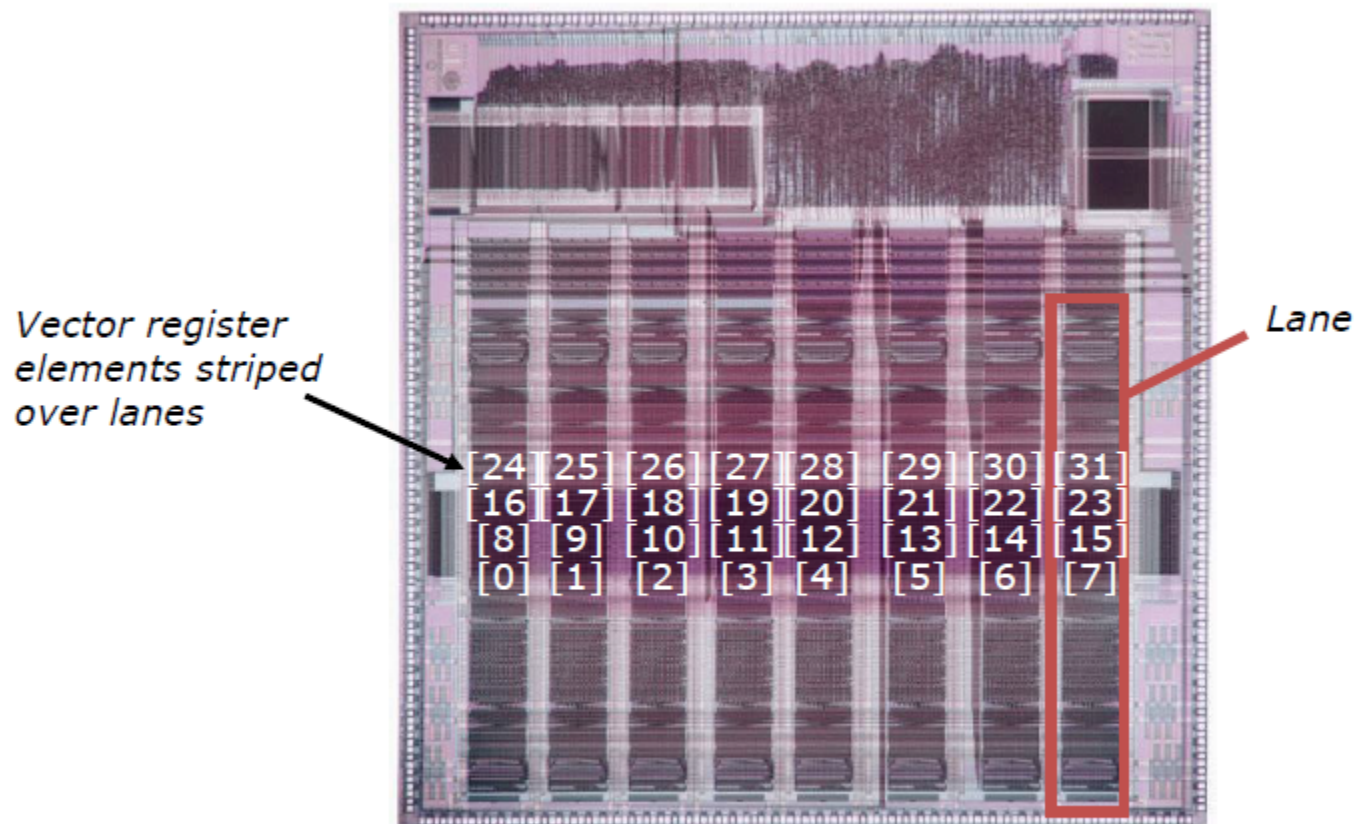 Vector register
elements striped
over lanes
Lane
[24][25] [26] [27][28] [29] [30] [31]
[16][17] [18] [19][20] [21] [22] [23]
[8] [9] [10] [11][12] [13] [14] [15]
[0] [1] [2] [3] [4] [5] [6] [7]